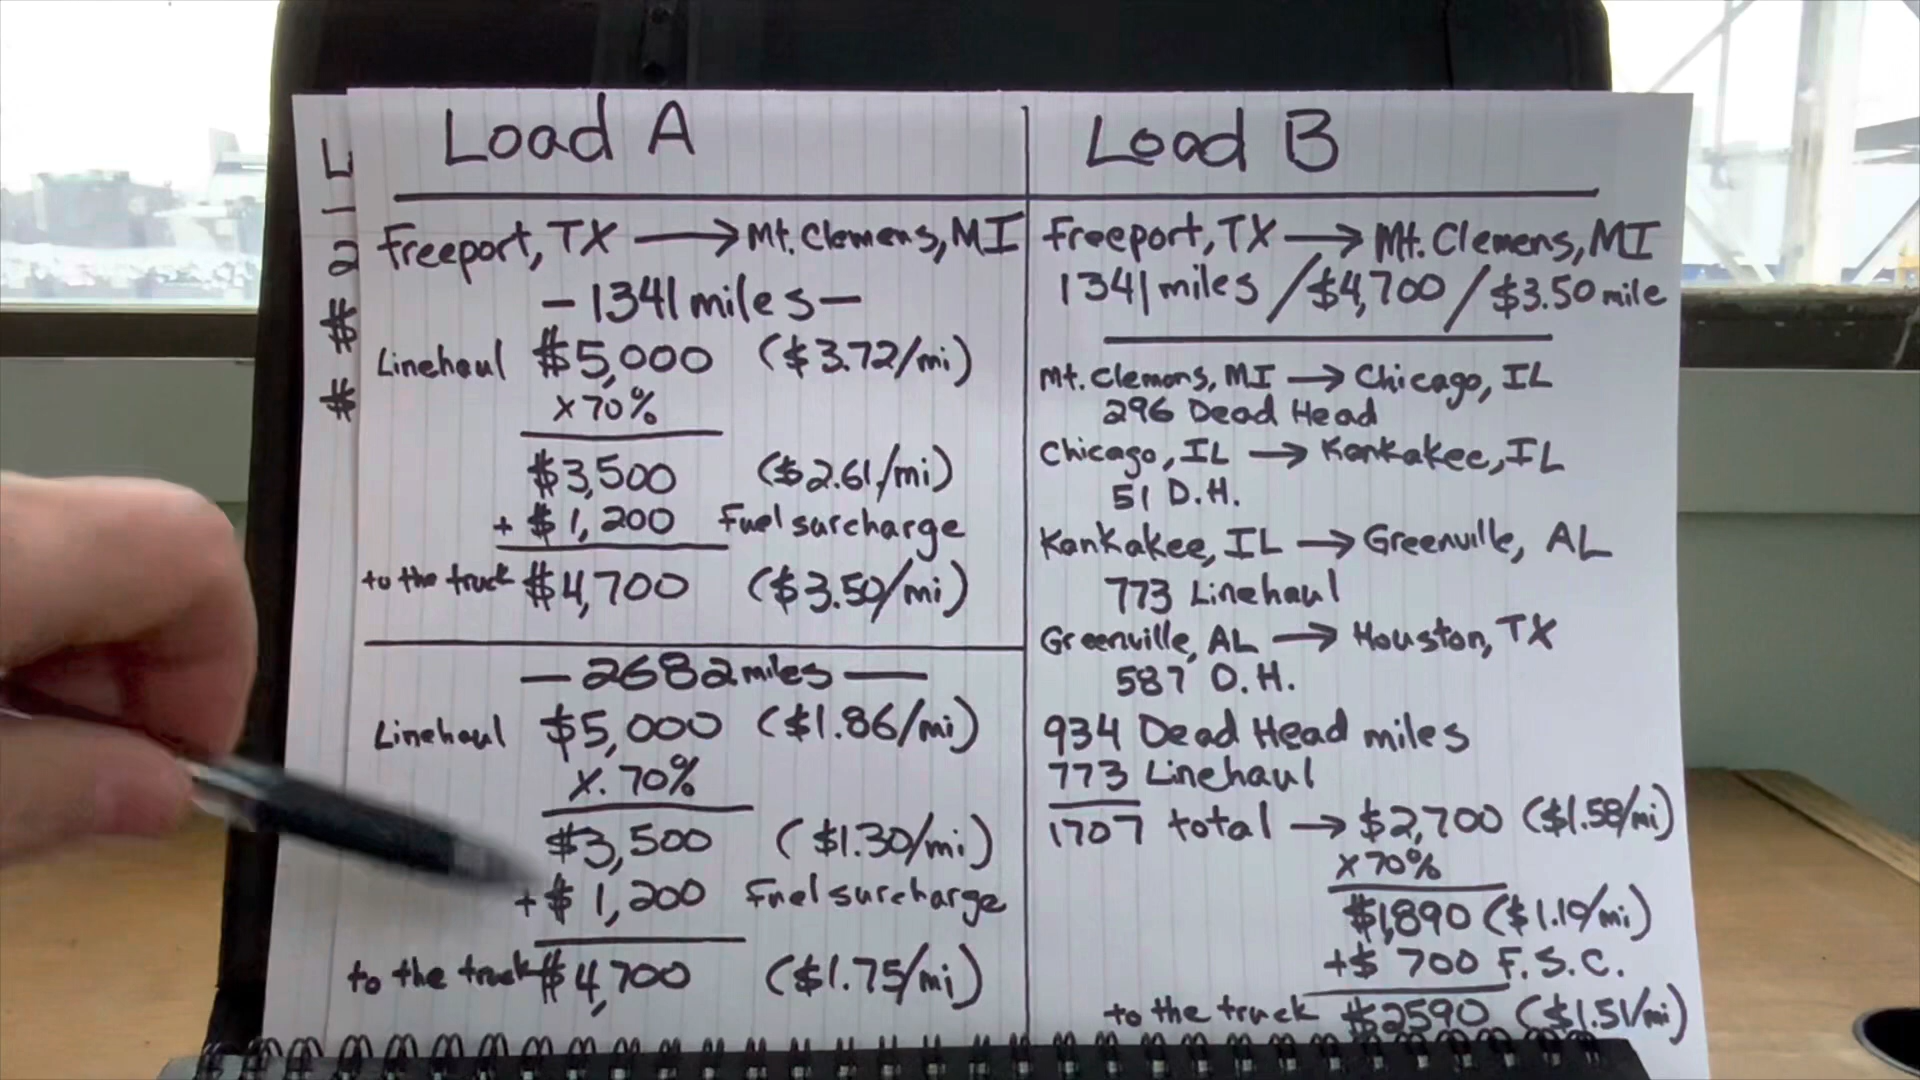 L
2
$
$
Load A
Freeport, TX → Mt. Clemens, MI
- 1341 miles -
Linehaul $5,000 ($3.72/mi)
x 70%
$3,500 ($2.61/mi)
+ $1,200 Fuel surcharge
to the truck $4,700 ($3.50/mi)
- 2682 miles -
Linehaul $5,000 ($1.86/mi)
x .70%
$3,500 ($1.30/mi)
+ $1,200 Fuel surcharge
to the truck $4,700 ($1.75/mi)
Load B
Freeport, TX → Mt. Clemens, MI
1341 miles / $4,700 / $3.50 mile
Mt. Clemons, MI → Chicago, IL
296 Dead Head
Chicago, IL → Kankakee, IL
51 D.H.
Kankakee, IL → Greenville, AL
773 Linehaul
Greenville, AL → Houston, TX
587 D.H.
934 Dead Head miles
773 Linehaul
1707 total → $2,700 ($1.58/mi)
x 70%
$1,890 ($1.10/mi)
+ $700 F.S.C.
to the truck $2590 ($1.51/mi)